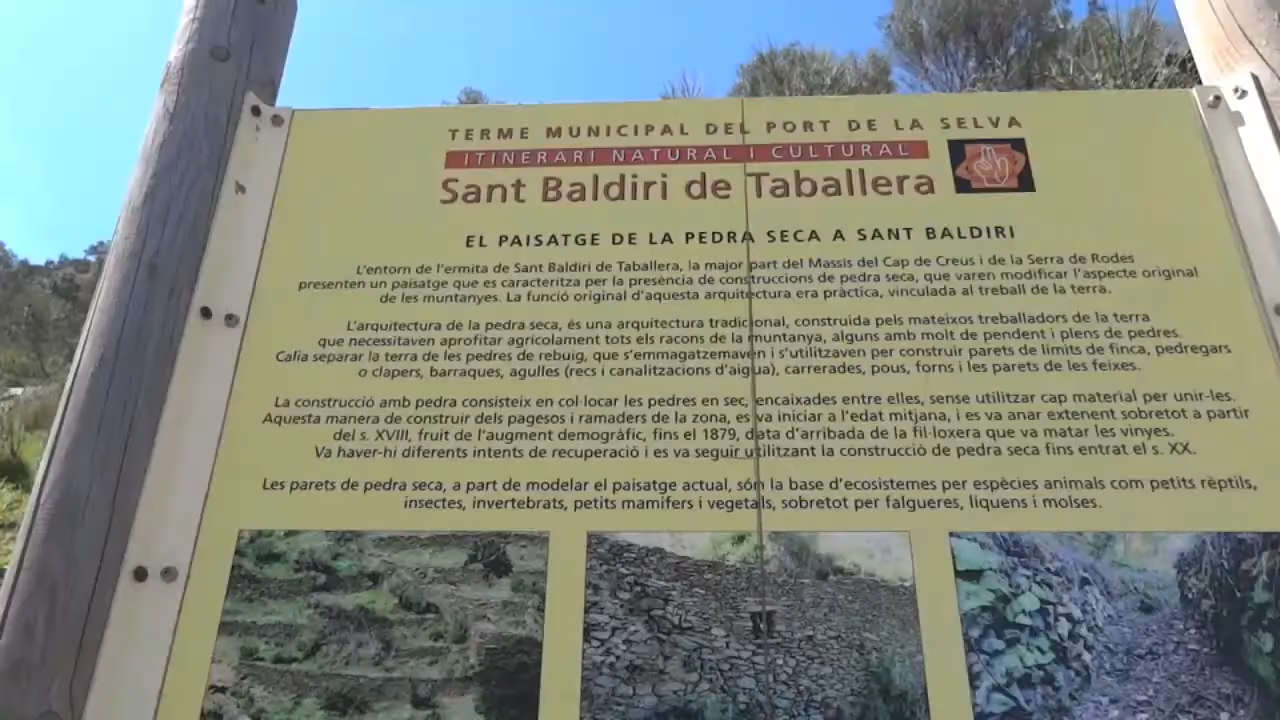 TERME MUNICIPAL DEL PORT DE LA SELVA
ITINERARI NATURAL I CULTURAL
Sant Baldiri de Taballera
EL PAISATGE DE LA PEDRA SECA A SANT BALDIRI
L'entorn de l'ermita de Sant Baldiri de Taballera, la major part del Massis del Cap de Creus i de la Serra de Rodes
presenten un paisatge que es caracteritza per la presència de construccions de pedra seca, que varen modificar l'aspecte original
de les muntanyes. La funció original d'aquesta arquitectura era pràctica, vinculada al treball de la terra.
L'arquitectura de la pedra seca, és una arquitectura tradicional, construida pels mateixos treballadors de la terra
que necessitaven aprofitar agricolament tots els racons de la muntanya, alguns amb molt de pendent i plens de pedres.
Calia separar la terra de les pedres de rebuig, que s'emmagatzemaven i s'utilitzaven per construir parets de limits de finca, pedregars
o clapers, barraques, agulles (recs i canalitzacions d'aigua), carrerades, pous, forns i les parets de les feixes.
La construcció amb pedra consisteix en col·locar les pedres en sec, encaixades entre elles, sense utilitzar cap material per unir-les.
Aquesta manera de construir dels pagesos i ramaders de la zona, es va iniciar a l'edat mitjana, i es va anar extenent sobretot a partir
del s. XVIII, fruit de l'augment demogràfic, fins el 1879, data d'arribada de la fil·loxera que va matar les vinyes.
Va haver-hi diferents intents de recuperació i es va seguir utilitzant la construcció de pedra seca fins entrat el s. XX.
Les parets de pedra seca, a part de modelar el paisatge actual, són la base d'ecosistemes per espècies animals com petits rèptils,
insectes, invertebrats, petits mamifers i vegetals, sobretot per falgueres, liquens i molses.